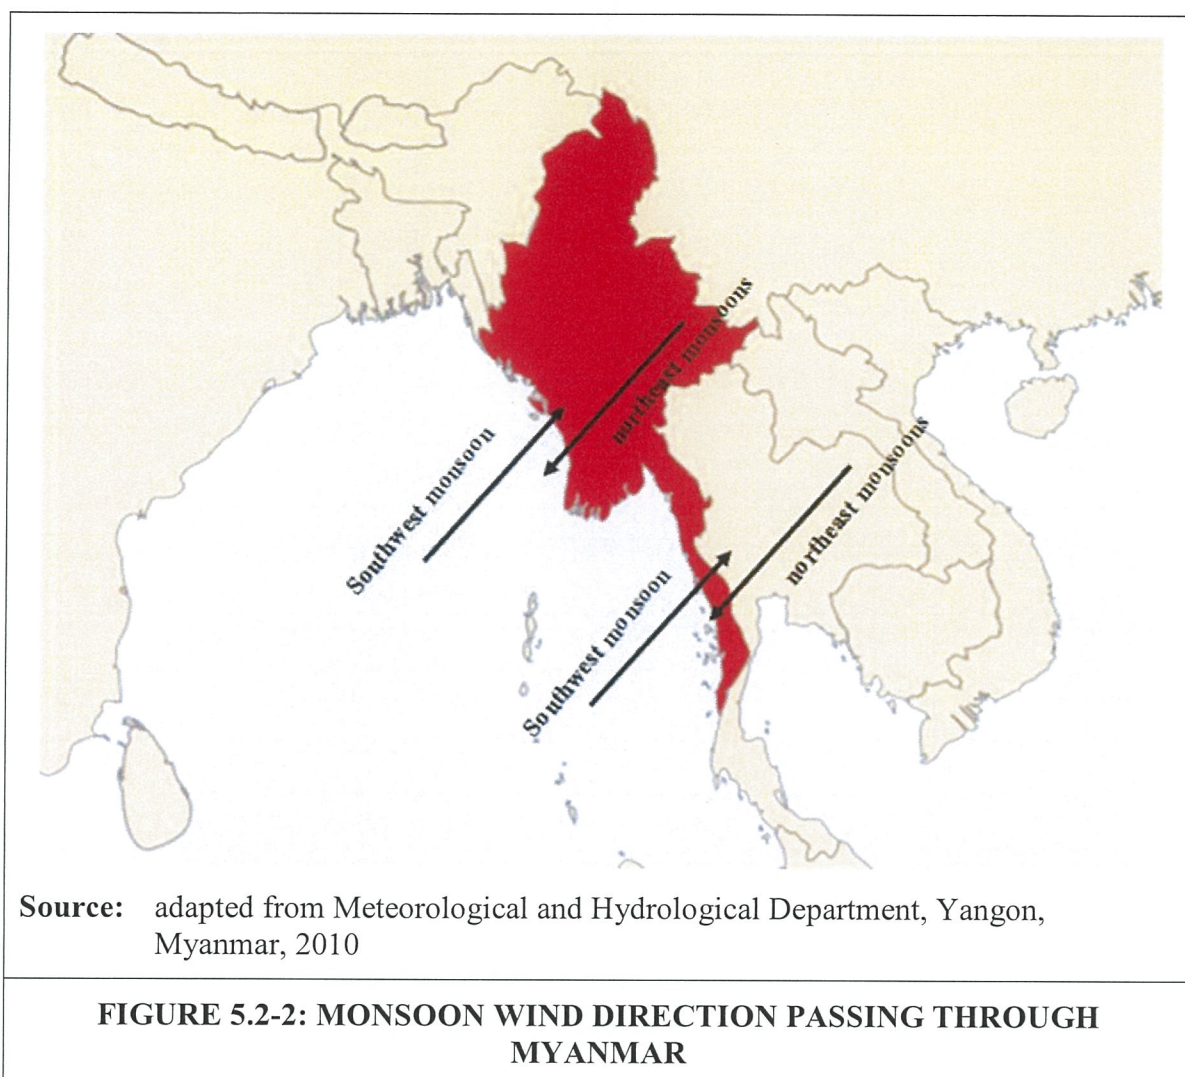 northeast monsoons
Southwest monsoon
northeast monsoons
Southwest monsoon
Source: adapted from Meteorological and Hydrological Department, Yangon,
Myanmar, 2010
FIGURE 5.2-2: MONSOON WIND DIRECTION PASSING THROUGH
MYANMAR